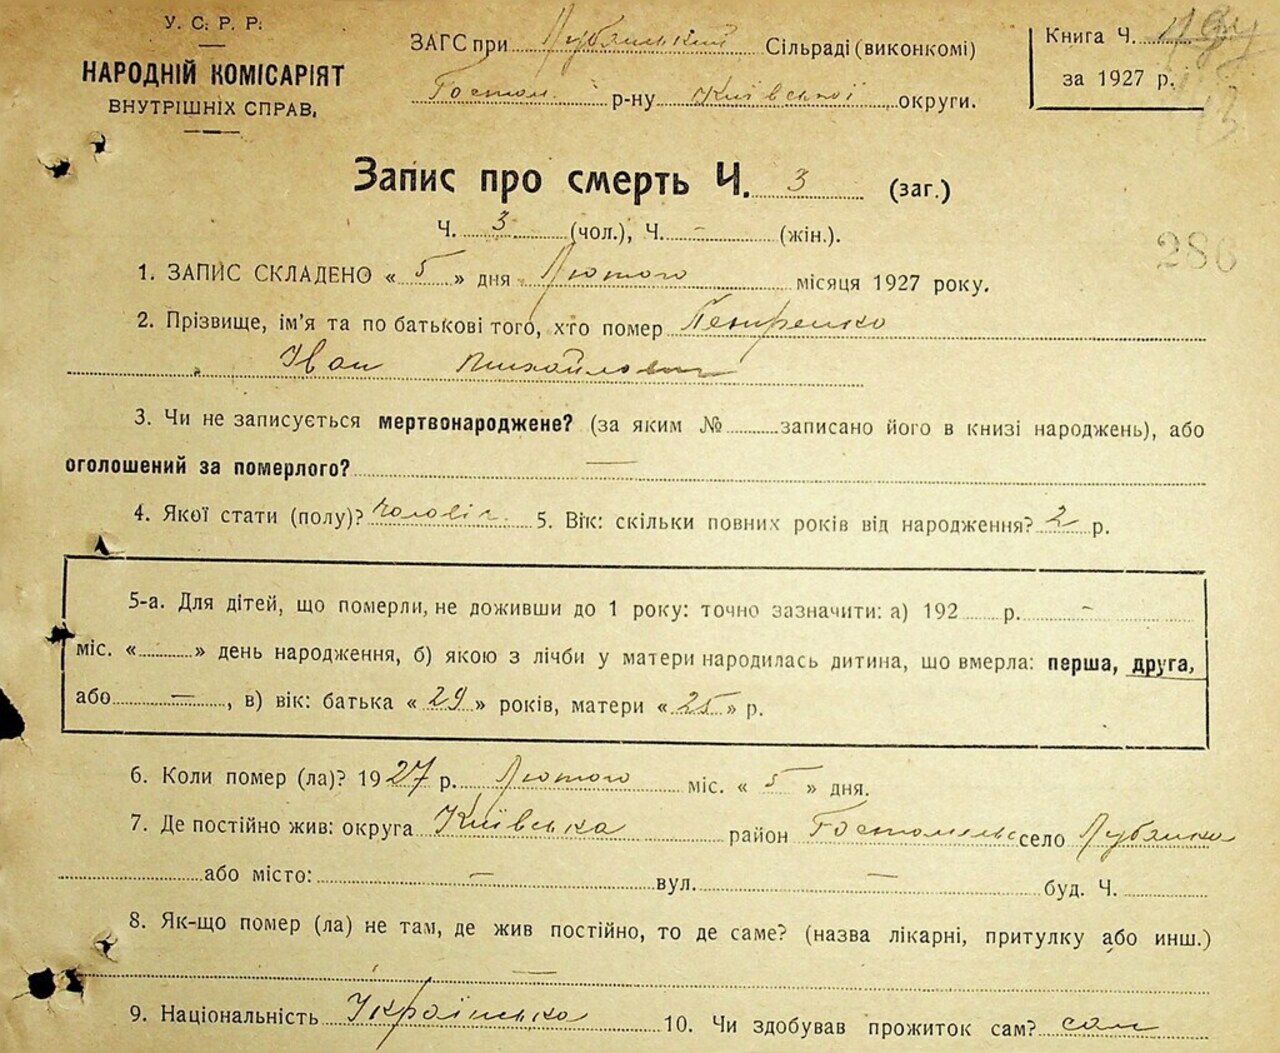 У. С. Р. Р.
НАРОДНІЙ КОМІСАРІЯТ
ВНУТРІШНІХ СПРАВ,
ЗАГС при Лубянський Сільраді (виконкомі)
Гостом. р-ну Київської округи.
Книга Ч.
за 1927 р.
Запис про смерть Ч. 3 (заг.)
Ч. 3 (чол.), Ч. - (жін.).
286
1. ЗАПИС СКЛАДЕНО « 5 » дня Лютого місяця 1927 року.
2. Прізвище, ім'я та по батькові того, хто помер
Іван Михайлович
3. Чи не записується мертвонароджене? (за яким № записано його в книзі народжень), або
оголошений за померлого? —
4. Якої стати (полу)? чоловіч. 5. Вік: скільки повних років від народження? 2 р.
5-а. Для дітей, що померли, не доживши до 1 року: точно зазначити: а) 192 р. -
міс. « » день народження, б) якою з лічби у матери народилась дитина, що вмерла: перша, друга,
або —, в) вік: батька « 29 » років, матери « 25 » р.
6. Коли помер (ла)? 1927 р. Лютого міс. « 5 » дня.
7. Де постійно жив: округа Київська район Гостомельс село Лубянка
або місто: - вул. - буд. Ч.
8. Як-що помер (ла) не там, де жив постійно, то де саме? (назва лікарні, притулку або инш.)
—
9. Національність Українська 10. Чи здобував прожиток сам? сам